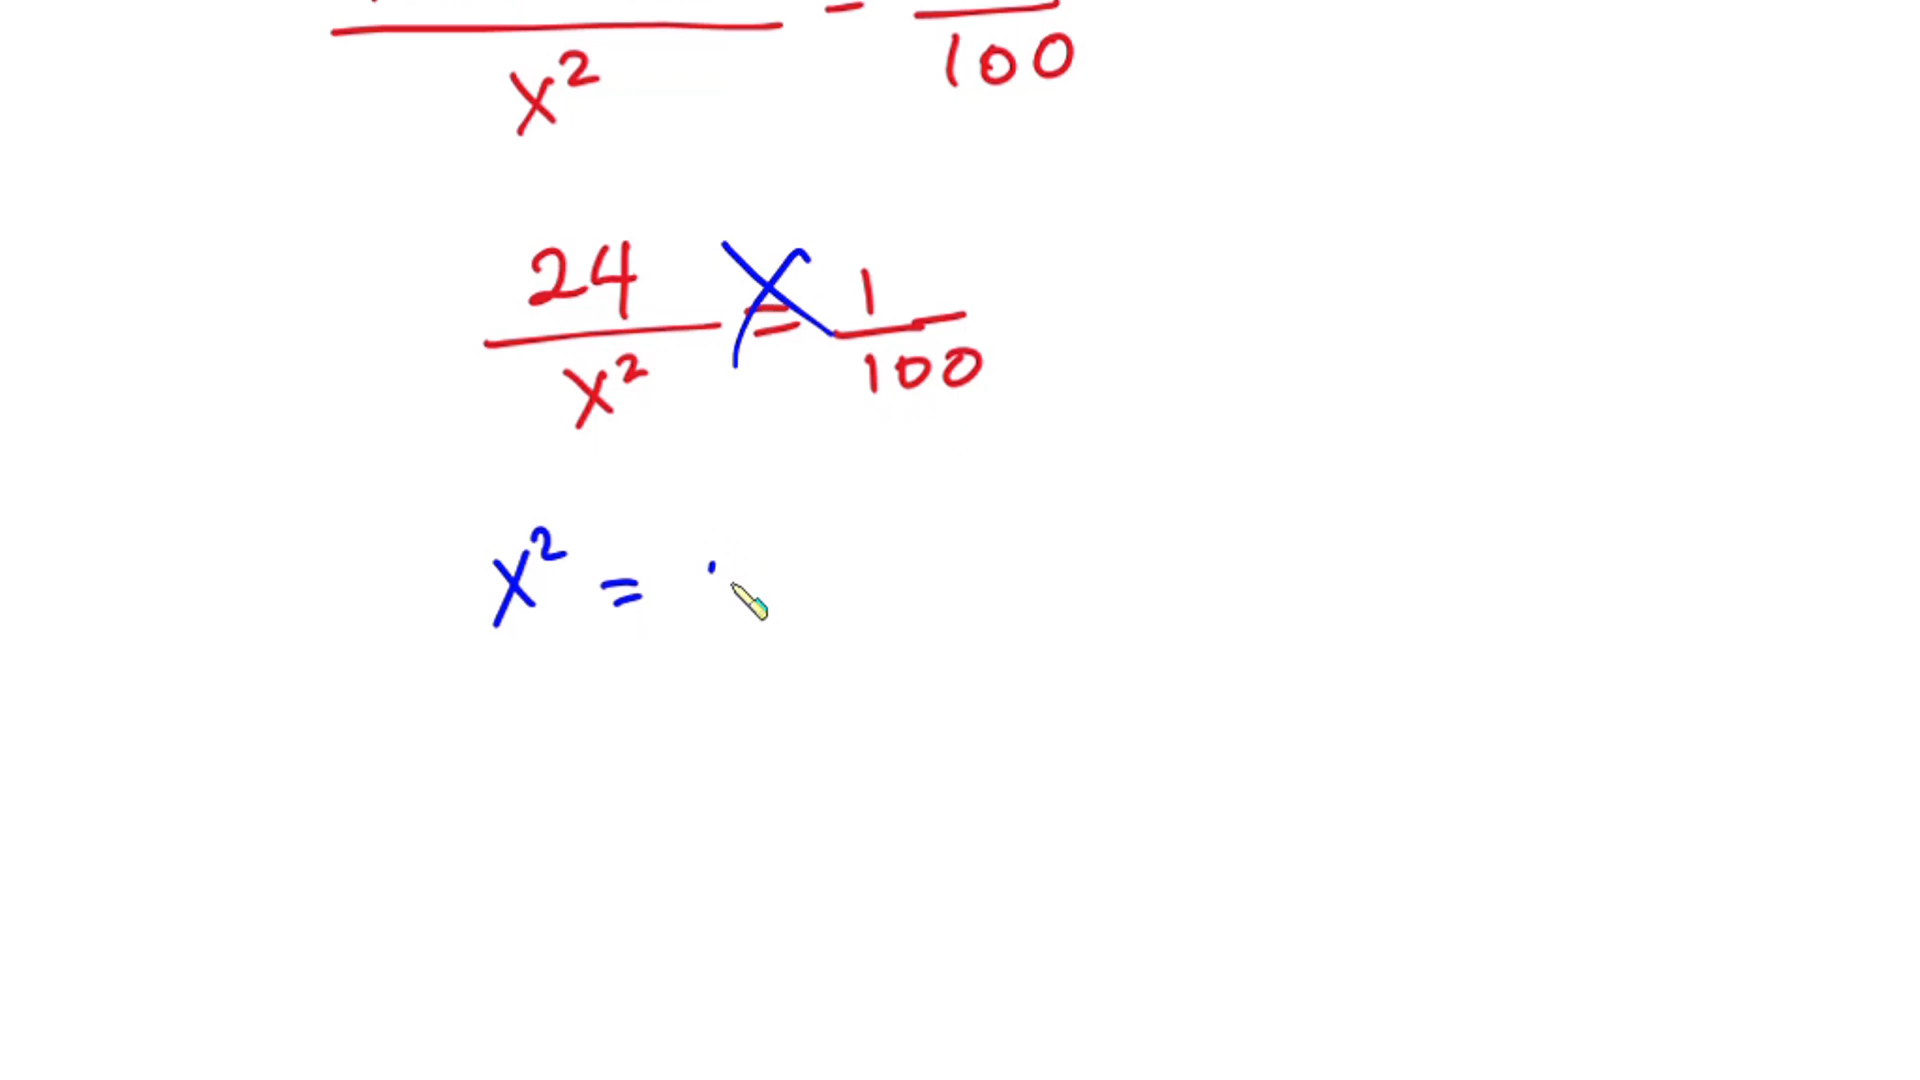 x² = 100
24/x² = 1/100
x² =